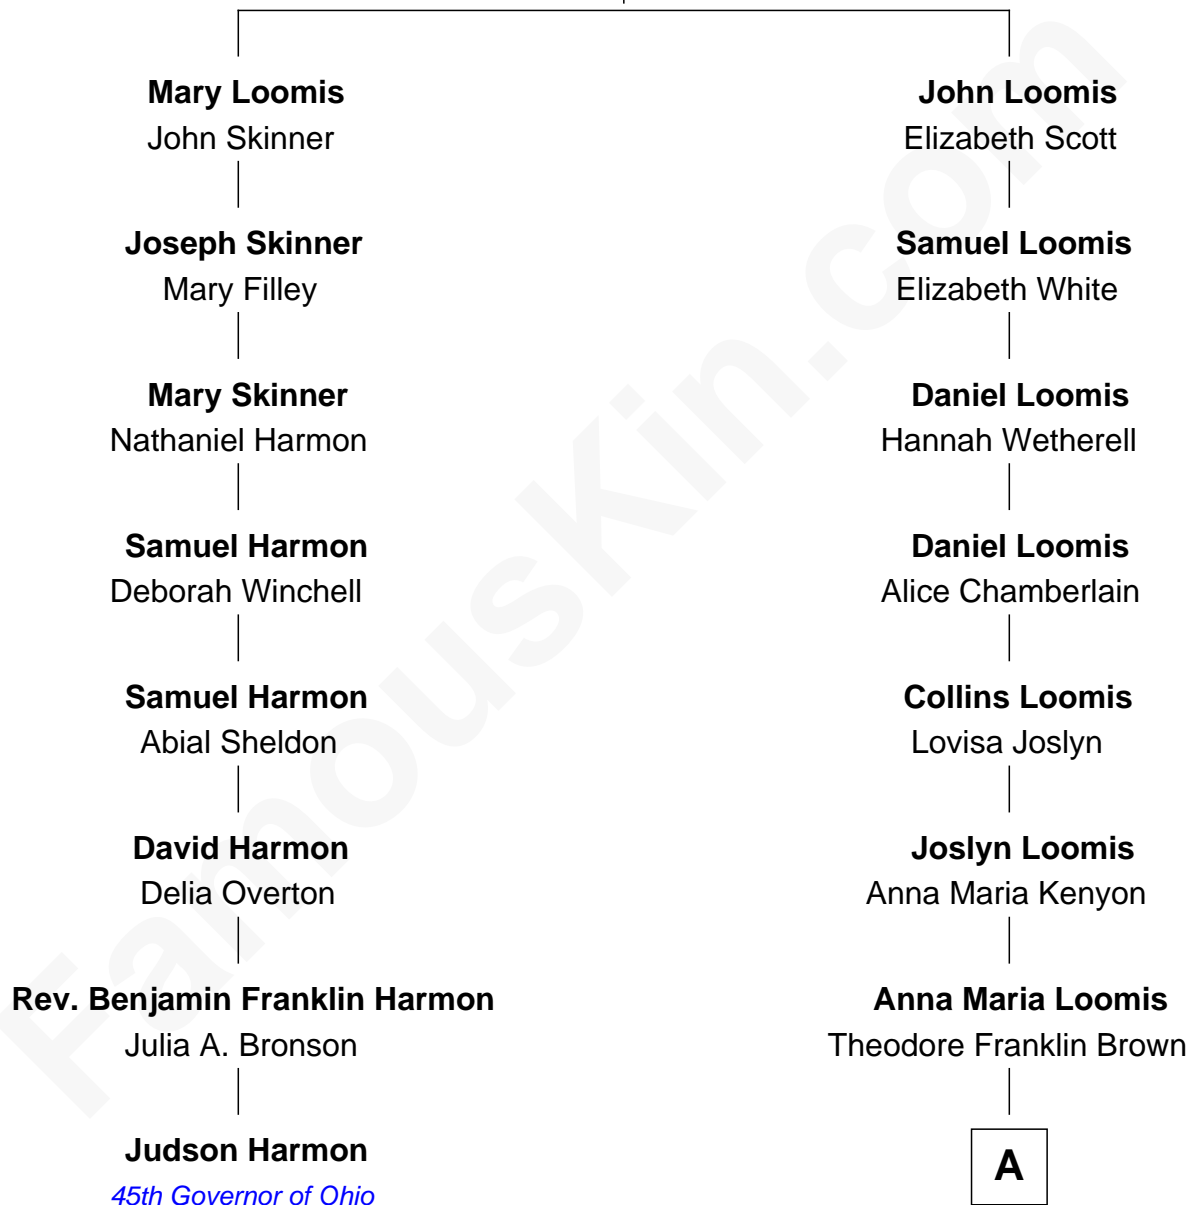 Mary Loomis
John Skinner
John Loomis
Elizabeth Scott
Joseph Skinner
Mary Filley
Samuel Loomis
Elizabeth White
Mary Skinner
Nathaniel Harmon
Daniel Loomis
Hannah Wetherell
Samuel Harmon
Deborah Winchell
Daniel Loomis
Alice Chamberlain
Samuel Harmon
Abial Sheldon
Collins Loomis
Lovisa Joslyn
David Harmon
Delia Overton
Joslyn Loomis
Anna Maria Kenyon
Rev. Benjamin Franklin Harmon
Julia A. Bronson
Anna Maria Loomis
Theodore Franklin Brown
Judson Harmon
45th Governor of Ohio
A
FamousKin.com